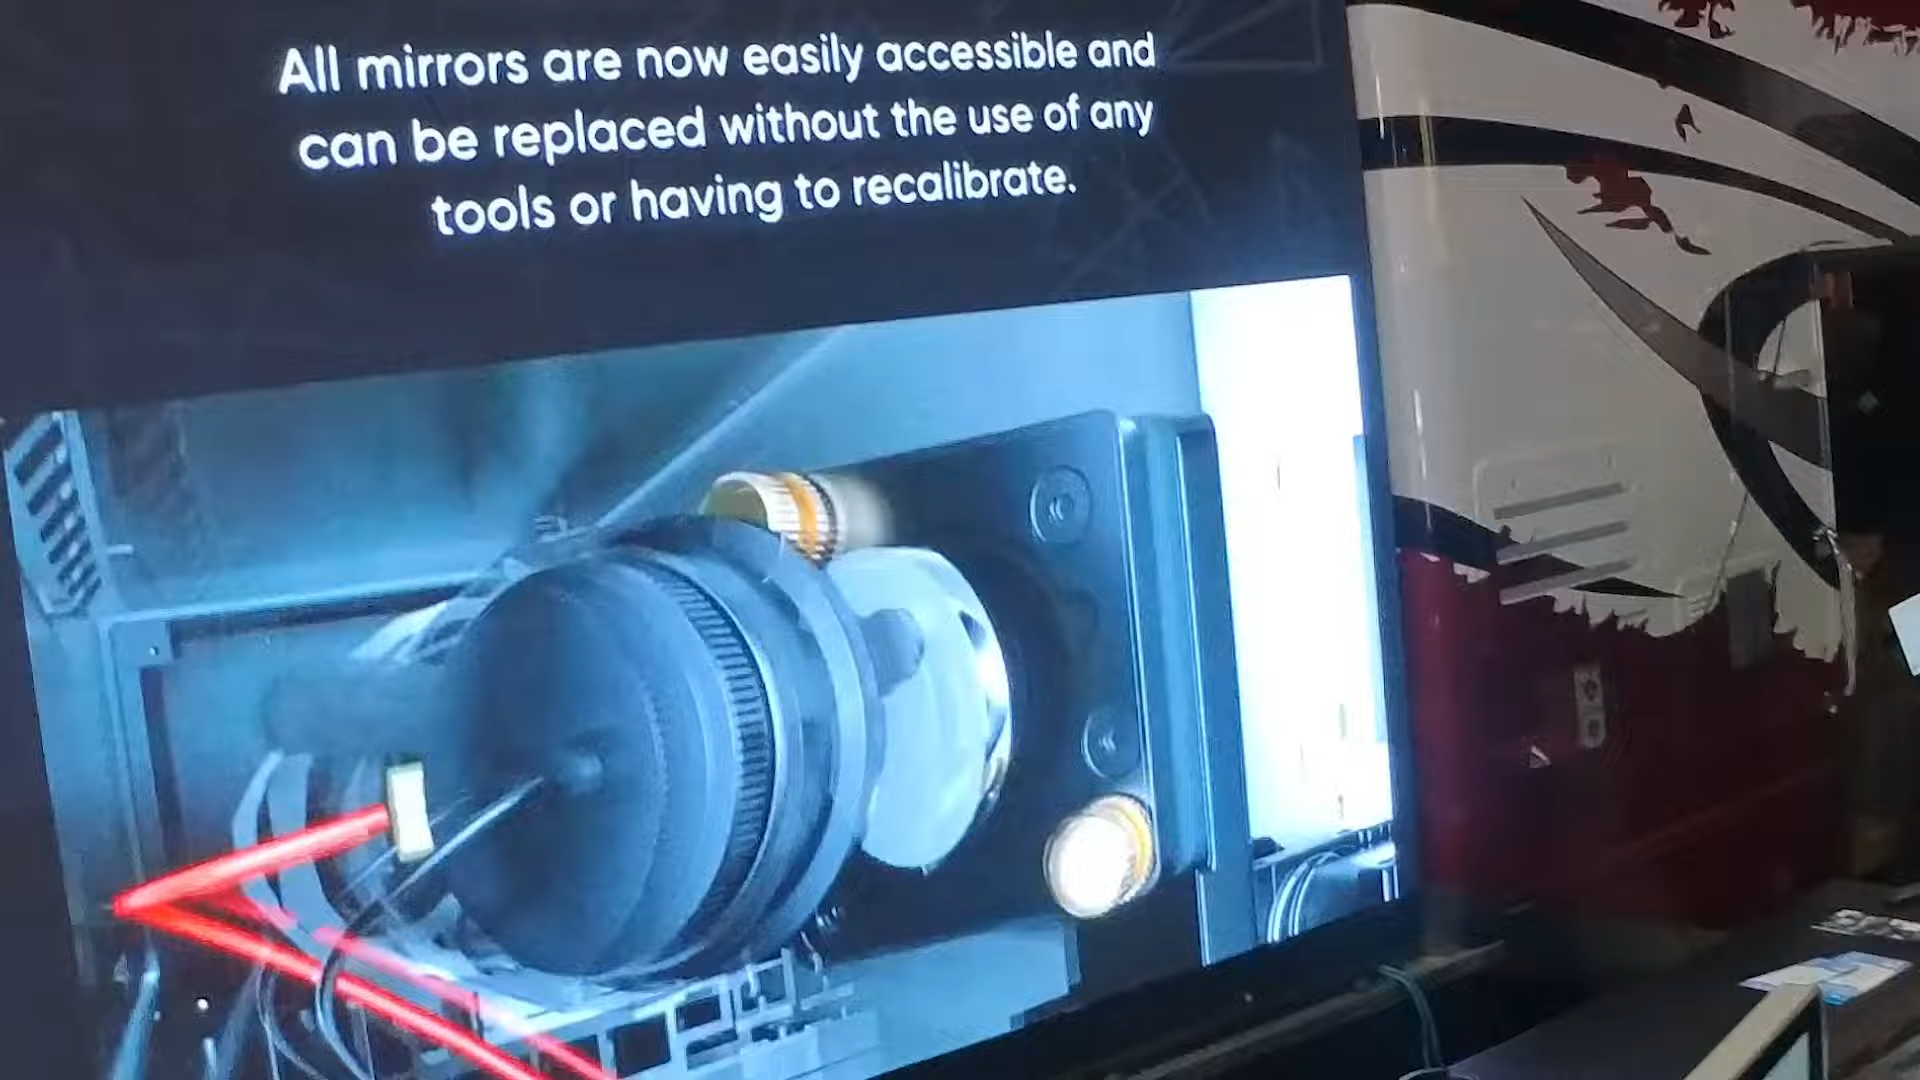 All mirrors are now easily accessible and
can be replaced without the use of any
tools or having to recalibrate.